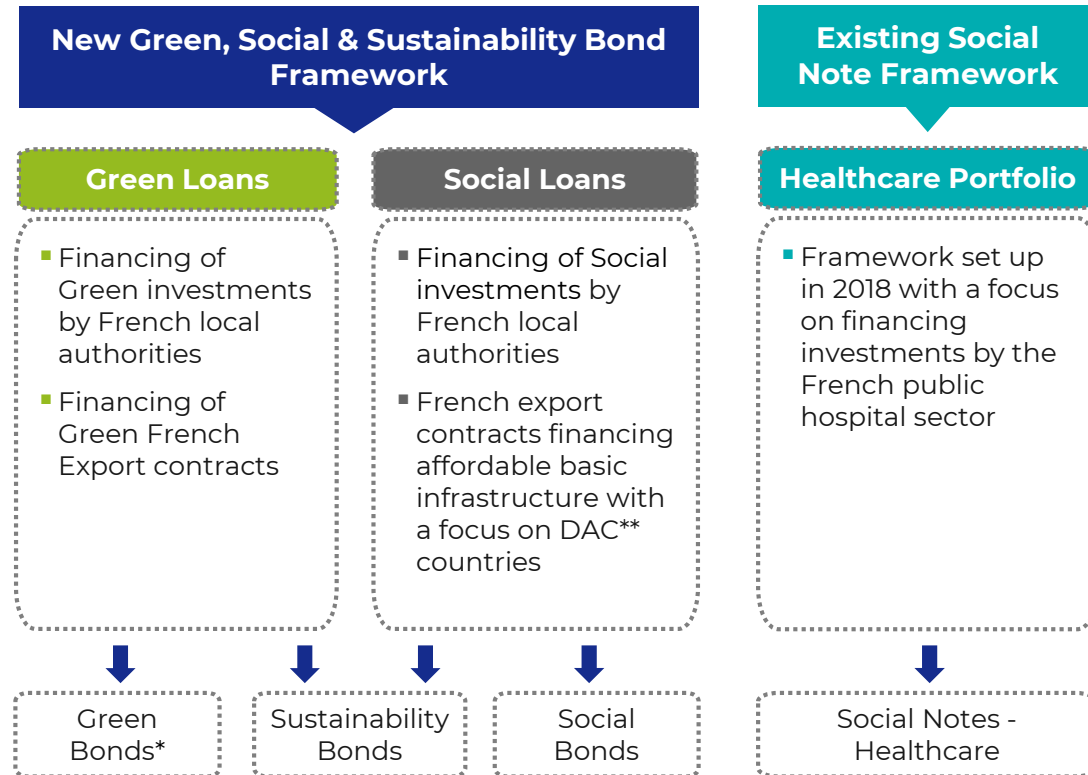 New Green, Social & Sustainability Bond
Framework
Existing Social
Note Framework
Green Loans
▪ Financing of
Green investments
by French local
authorities
▪ Financing of
Green French
Export contracts
Social Loans
▪ Financing of Social
investments by
French local
authorities
▪ French export
contracts financing
affordable basic
infrastructure with
a focus on DAC**
countries
Healthcare Portfolio
▪ Framework set up
in 2018 with a focus
on financing
investments by the
French public
hospital sector
Green
Bonds*
Sustainability
Bonds
Social
Bonds
Social Notes -
Healthcare